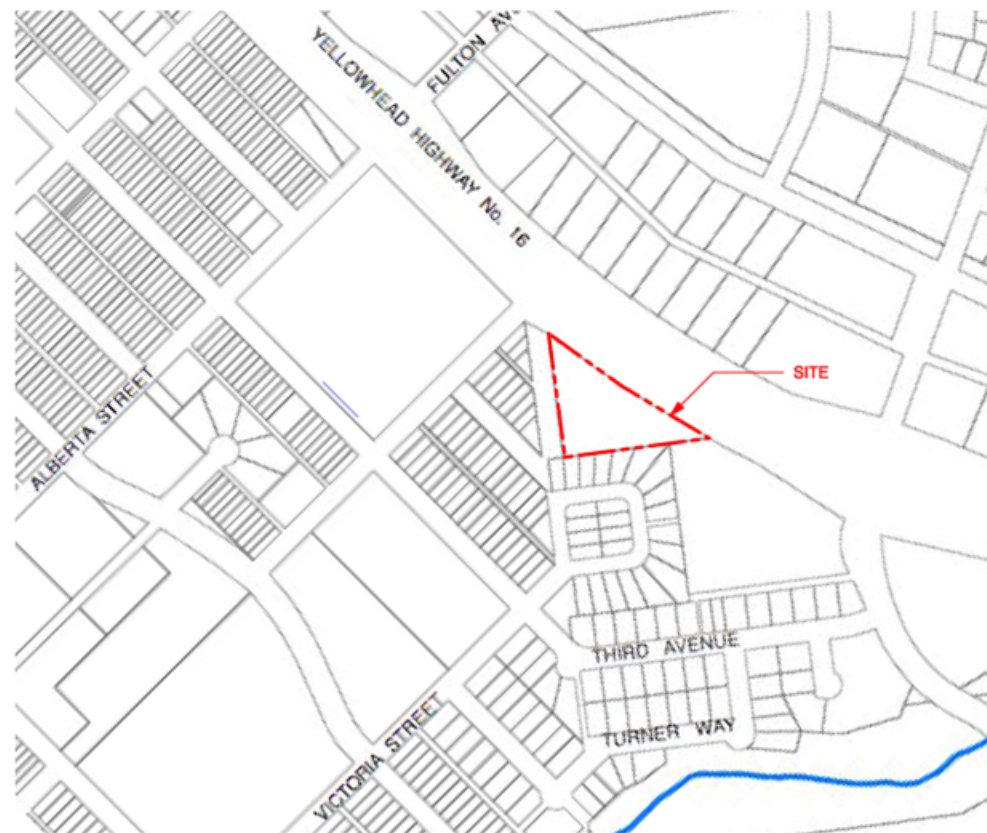 FULTON AV
YELLOWHEAD HIGHWAY No. 16
SITE
ALBERTA STREET
THIRD AVENUE
TURNER WAY
VICTORIA STREET